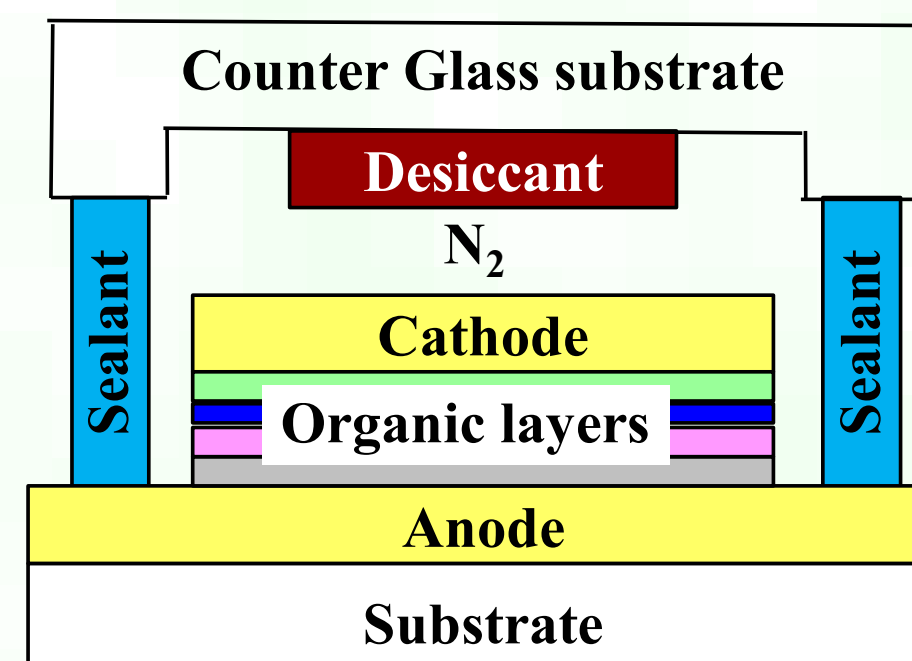 Counter Glass substrate
Desiccant
N₂
Sealant
Cathode
Organic layers
Sealant
Anode
Substrate